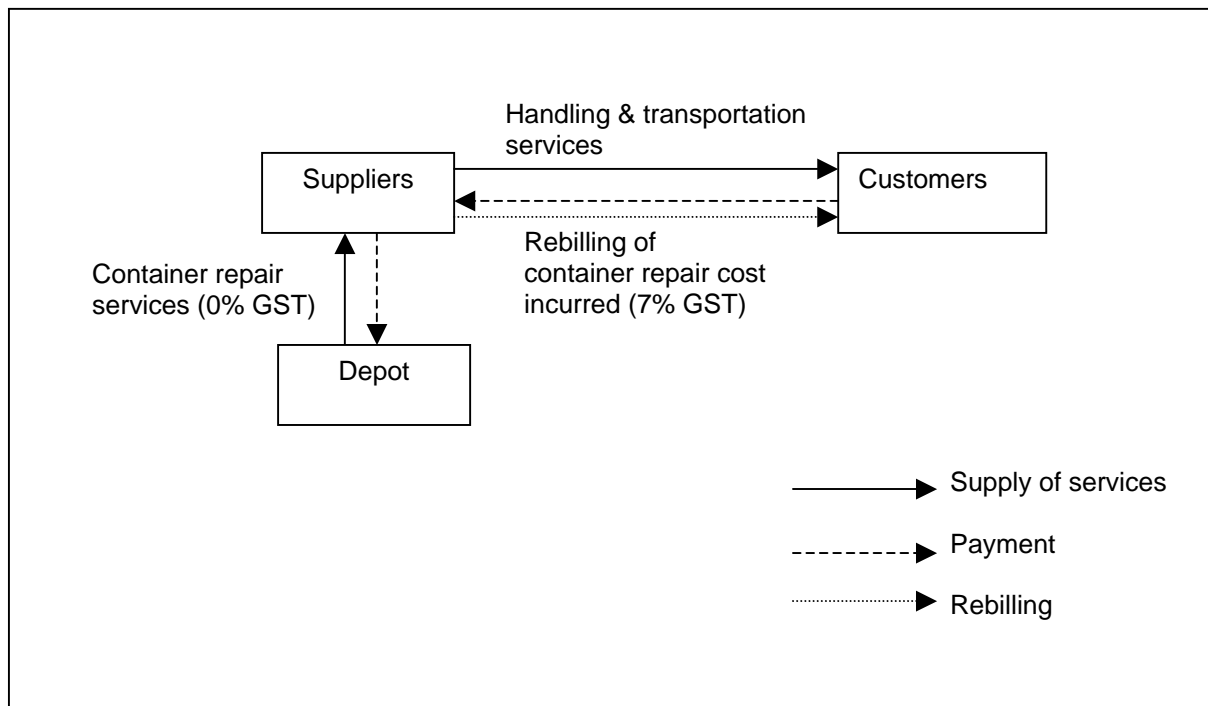 Handling & transportation
services
Suppliers
Customers
Rebilling of
container repair cost
incurred (7% GST)
Container repair
services (0% GST)
Depot
Supply of services
Payment
Rebilling